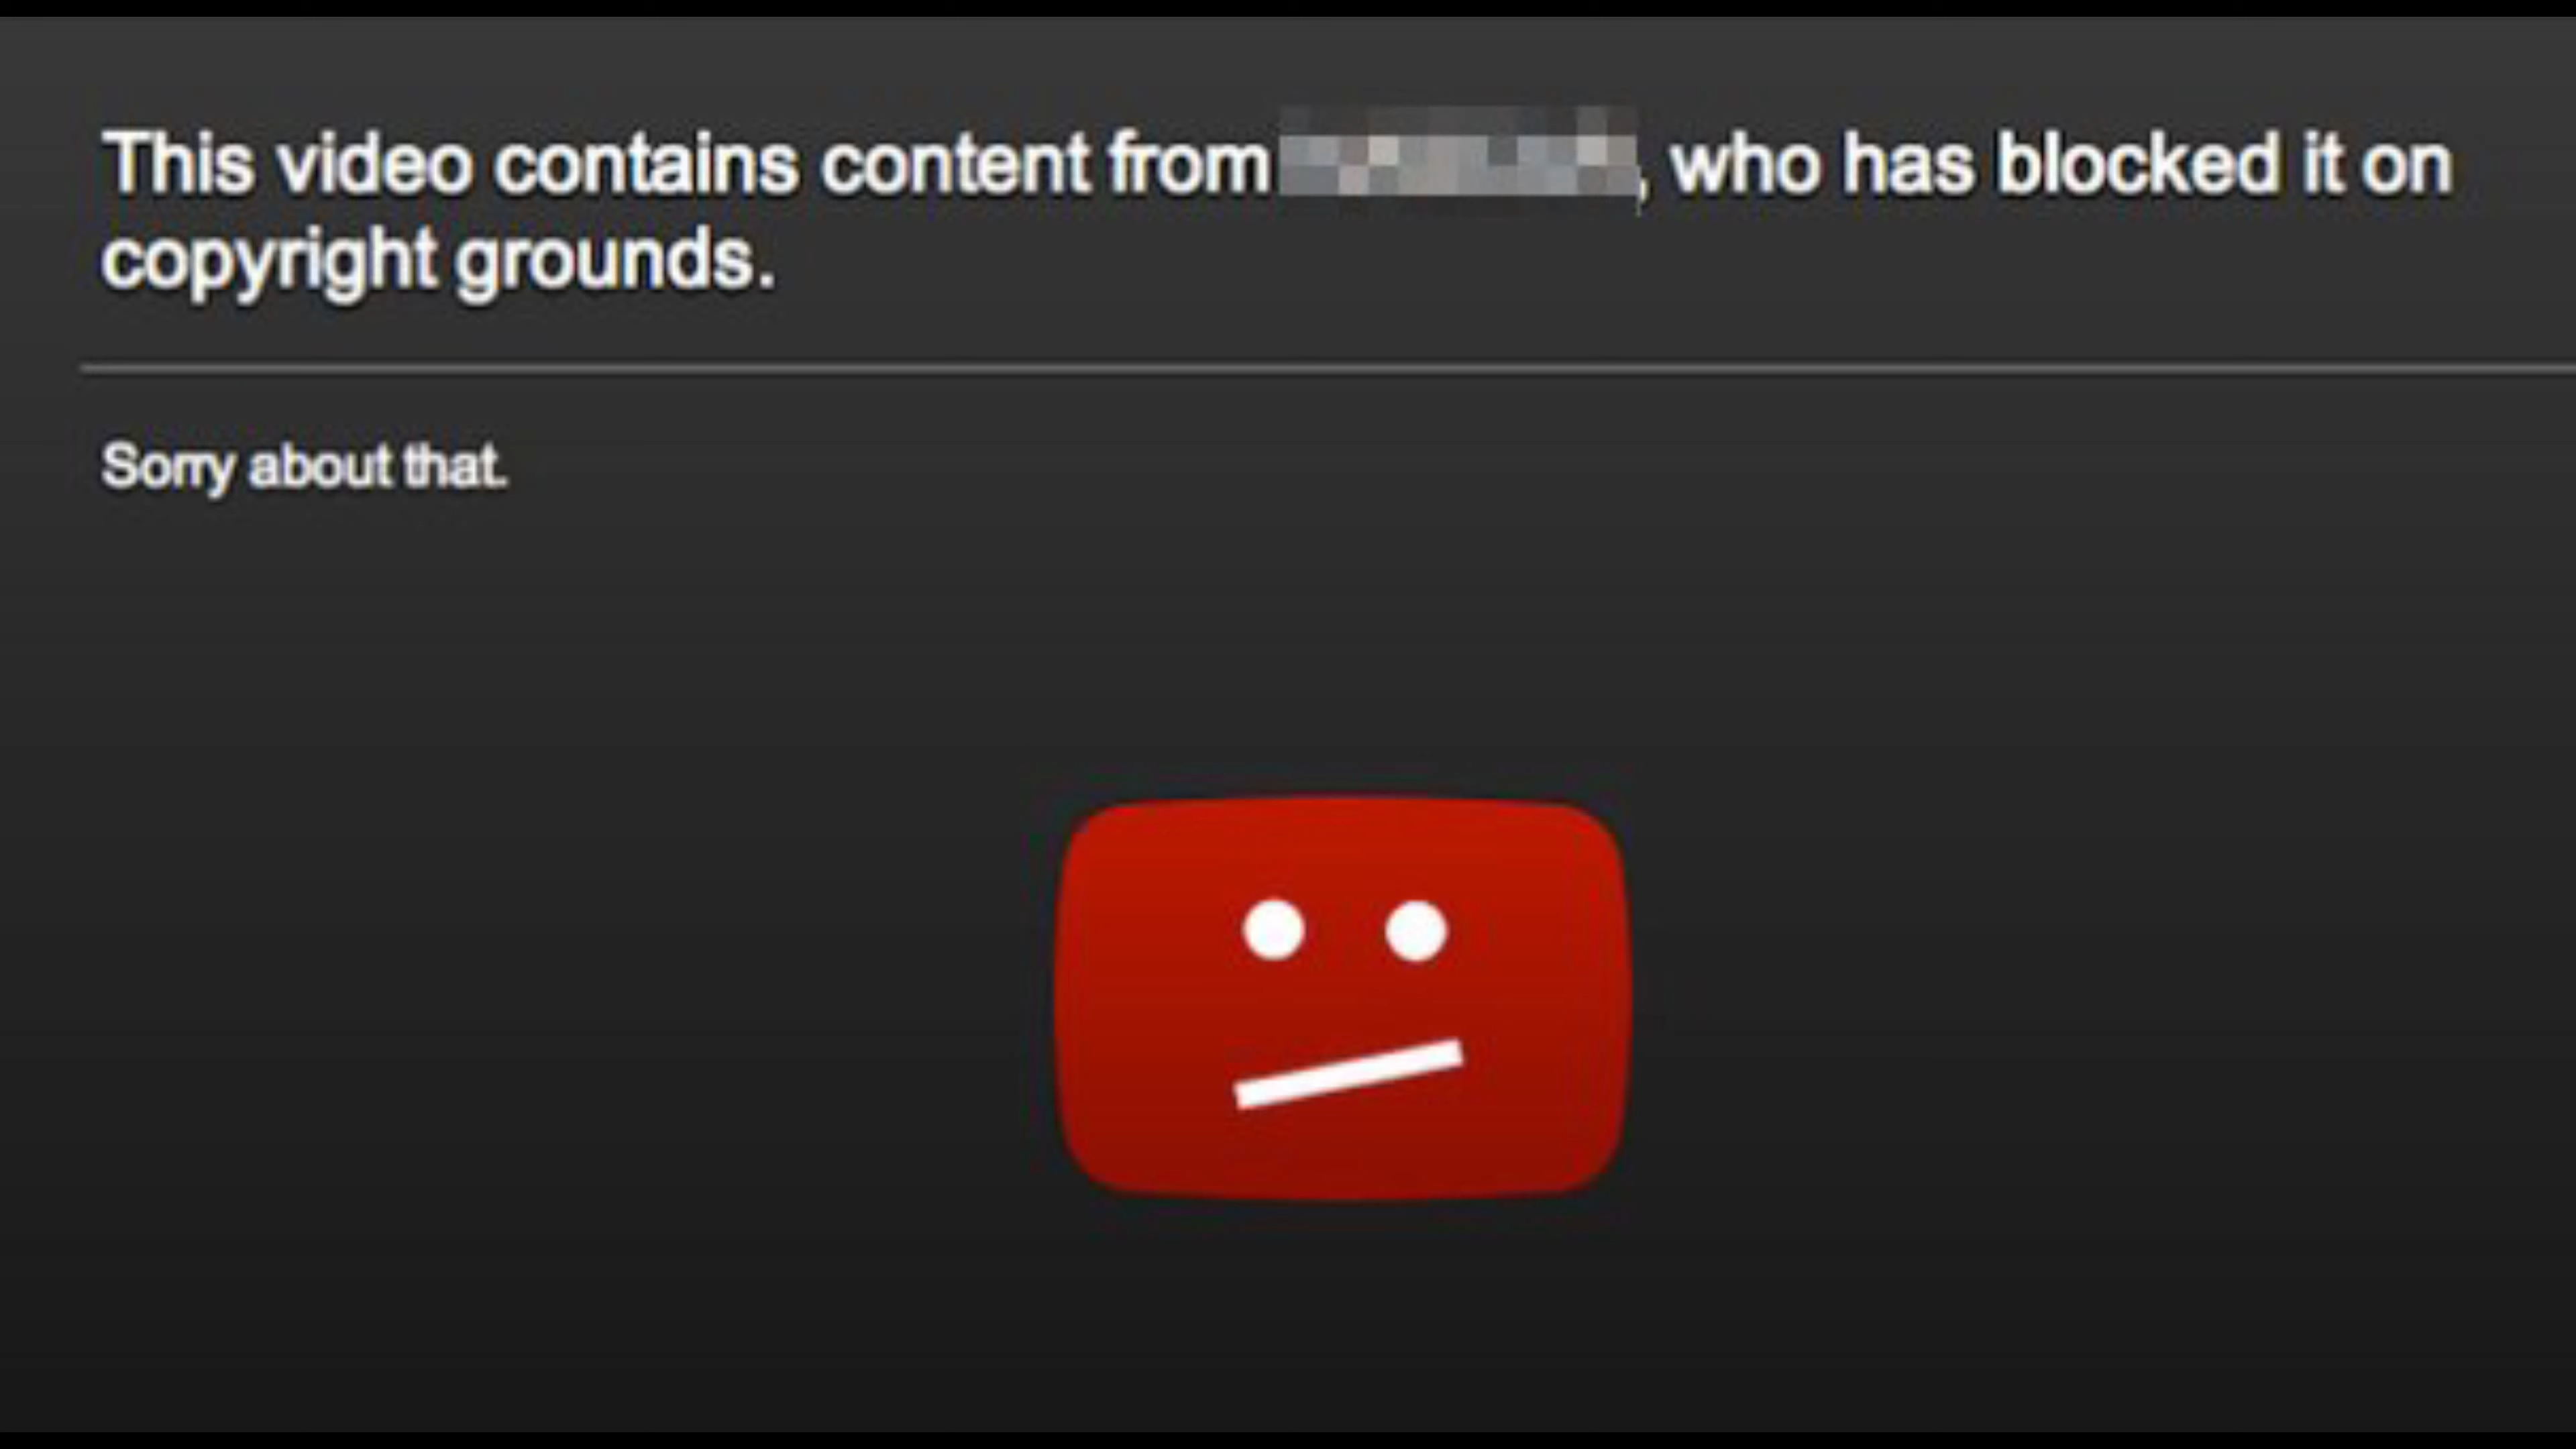 This video contains content from , who has blocked it on
copyright grounds.
Sorry about that.